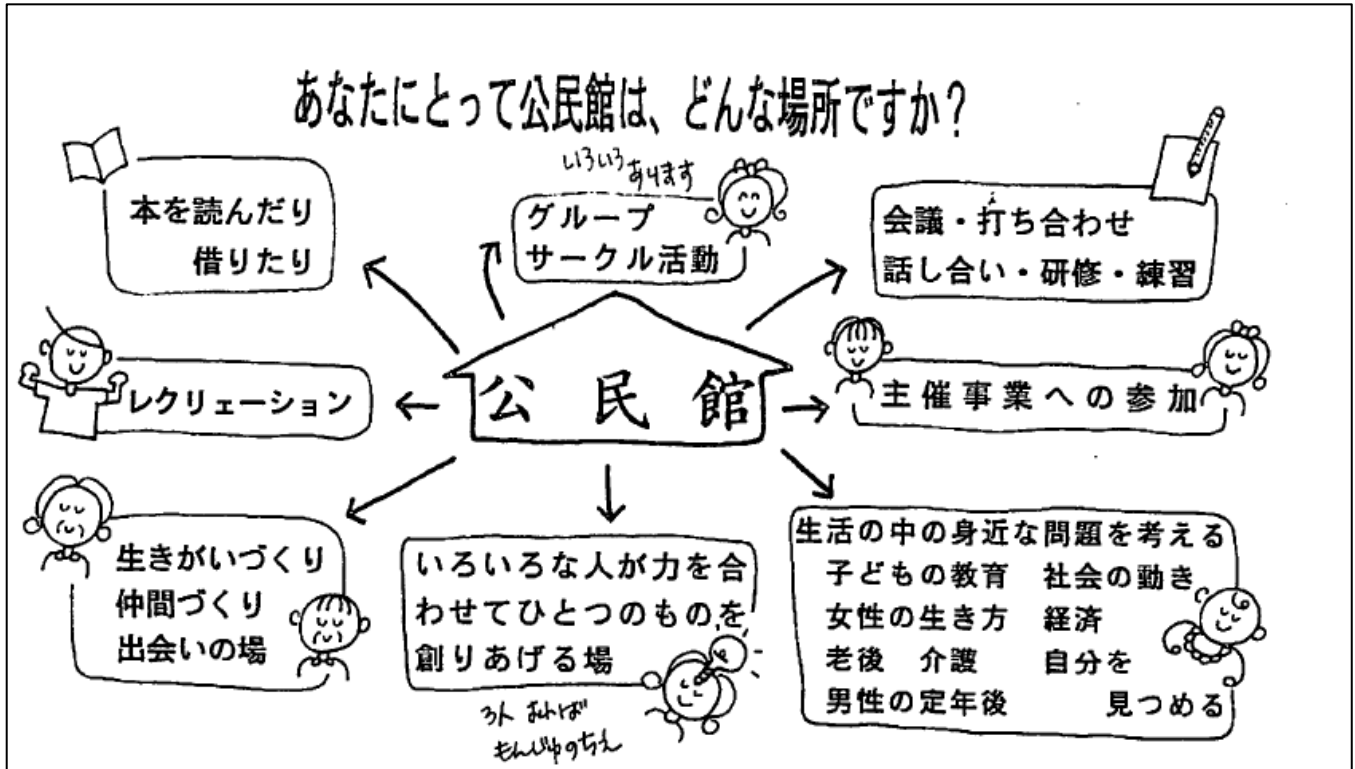 あなたにとって公民館は、どんな場所ですか？
本を読んだり
借りたり
いろいろ
あります
グループ
サークル活動
会議・打ち合わせ
話し合い・研修・練習
レクリェーション
公民館
主催事業への参加
生きがいづくり
仲間づくり
出会いの場
いろいろな人が力を合
わせてひとつのものを
創りあげる場
3人よれば
もんじゅのちえ
生活の中の身近な問題を考える
子どもの教育　社会の動き
女性の生き方　経済
老後　介護　自分を
男性の定年後　見つめる